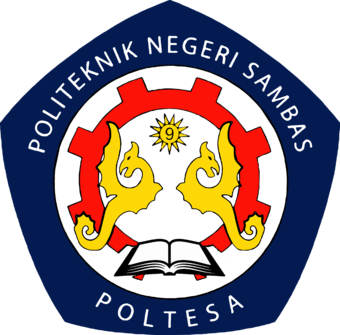 POLITEKNIK NEGERI SAMBAS
9
POLTESA